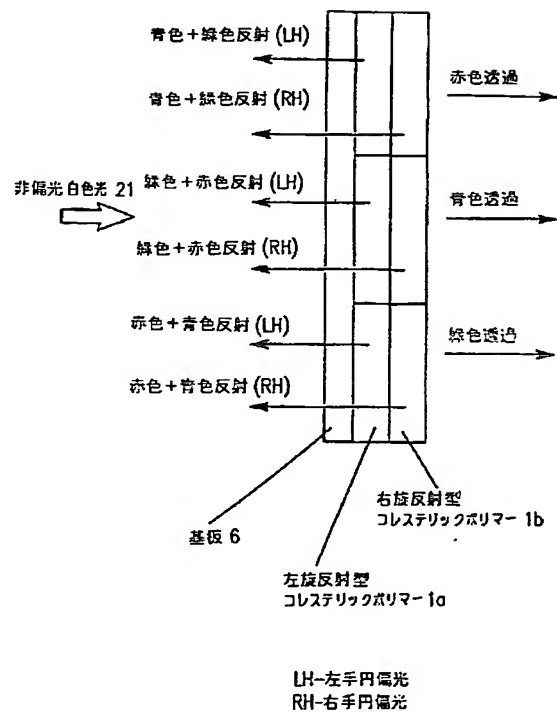 青色+緑色反射(LH)
青色+緑色反射(RH)
赤色透過
非偏光白色光 21
緑色+赤色反射(LH)
青色透過
緑色+赤色反射(RH)
赤色+青色反射(LH)
緑色透過
赤色+青色反射(RH)
基板 6
右旋反射型
コレステリックポリマー 1b
左旋反射型
コレステリックポリマー 1a
LH-左手円偏光
RH-右手円偏光